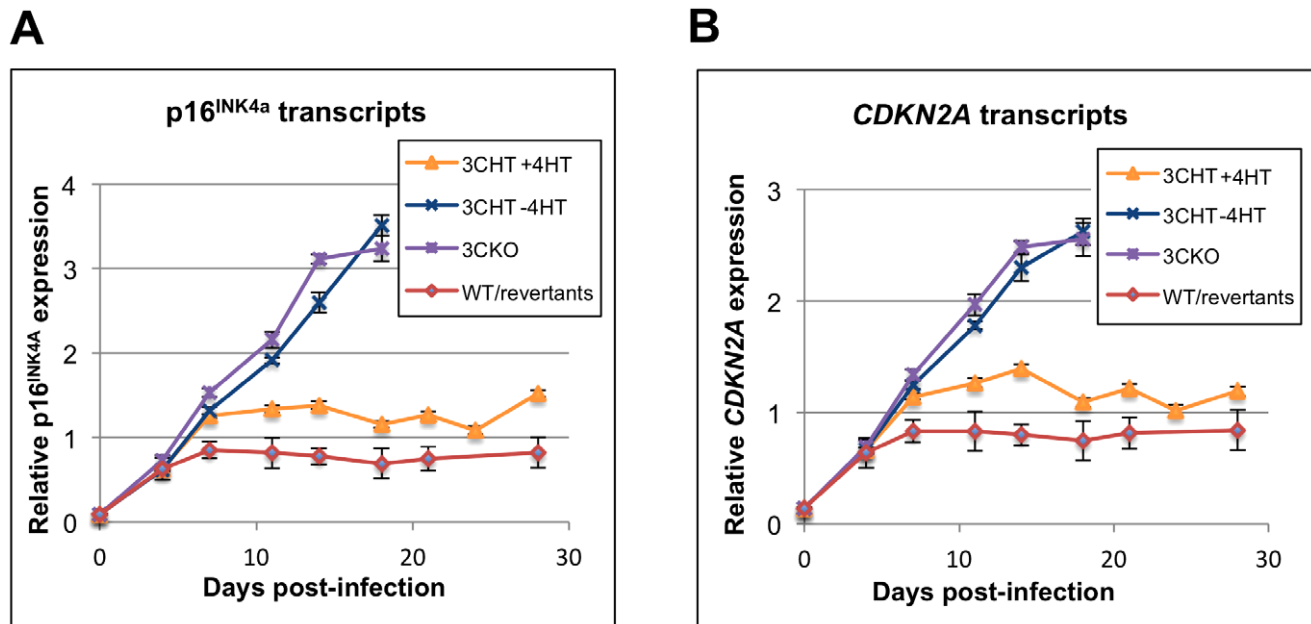 A
p16INK4a transcripts
3CHT +4HT
3CHT -4HT
3CKO
WT/revertants
Relative p16INK4A expression
4
3
2
1
0
0 10 20 30
Days post-infection
B
CDKN2A transcripts
3CHT +4HT
3CHT -4HT
3CKO
WT/revertants
Relative CDKN2A expression
3
2
1
0
0 10 20 30
Days post-infection